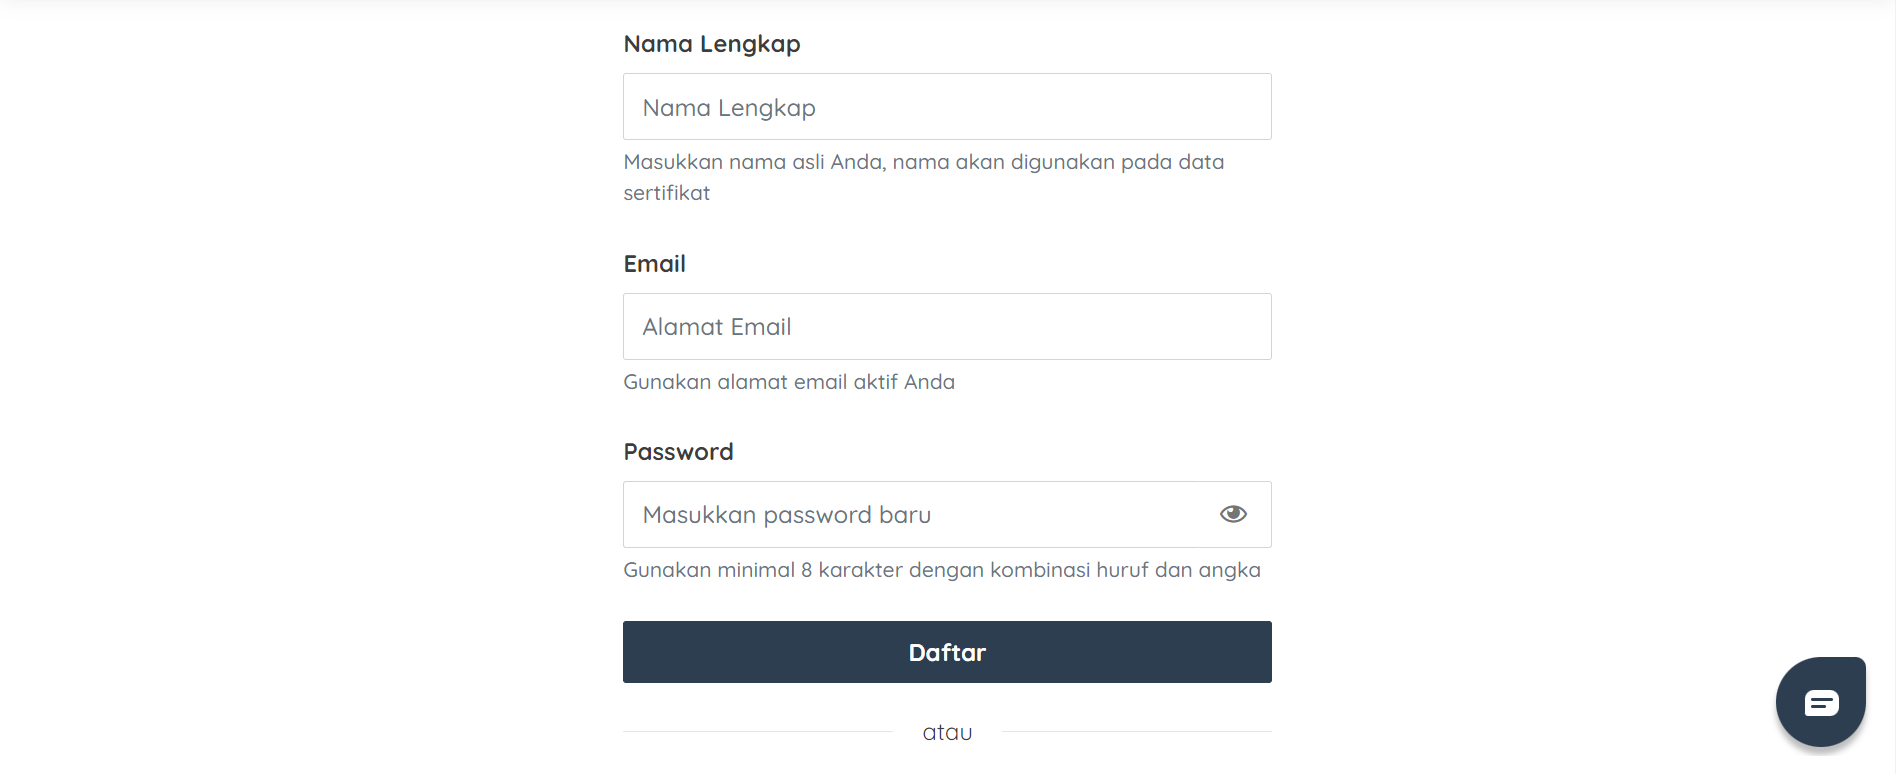 Nama Lengkap
Nama Lengkap
Masukkan nama asli Anda, nama akan digunakan pada data
sertifikat
Email
Alamat Email
Gunakan alamat email aktif Anda
Password
Masukkan password baru
Gunakan minimal 8 karakter dengan kombinasi huruf dan angka
Daftar
atau